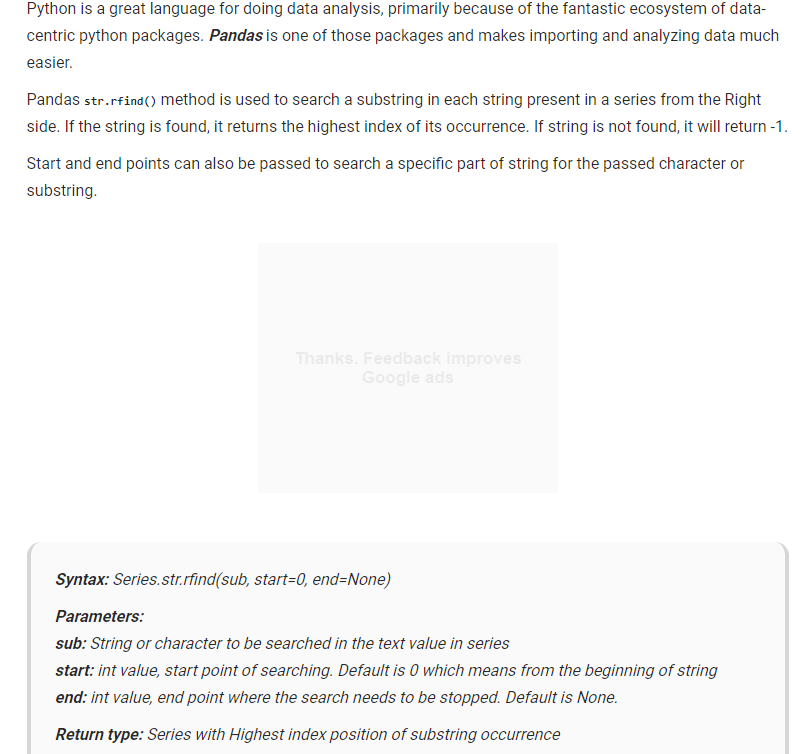 Python is a great language for doing data analysis, primarily because of the fantastic ecosystem of data-
centric python packages. Pandas is one of those packages and makes importing and analyzing data much
easier.
Pandas str.rfind() method is used to search a substring in each string present in a series from the Right
side. If the string is found, it returns the highest index of its occurrence. If string is not found, it will return -1.
Start and end points can also be passed to search a specific part of string for the passed character or
substring.
Thanks. Feedback improves
Google ads
Syntax: Series.str.rfind(sub, start=0, end=None)
Parameters:
sub: String or character to be searched in the text value in series
start: int value, start point of searching. Default is 0 which means from the beginning of string
end: int value, end point where the search needs to be stopped. Default is None.
Return type: Series with Highest index position of substring occurrence